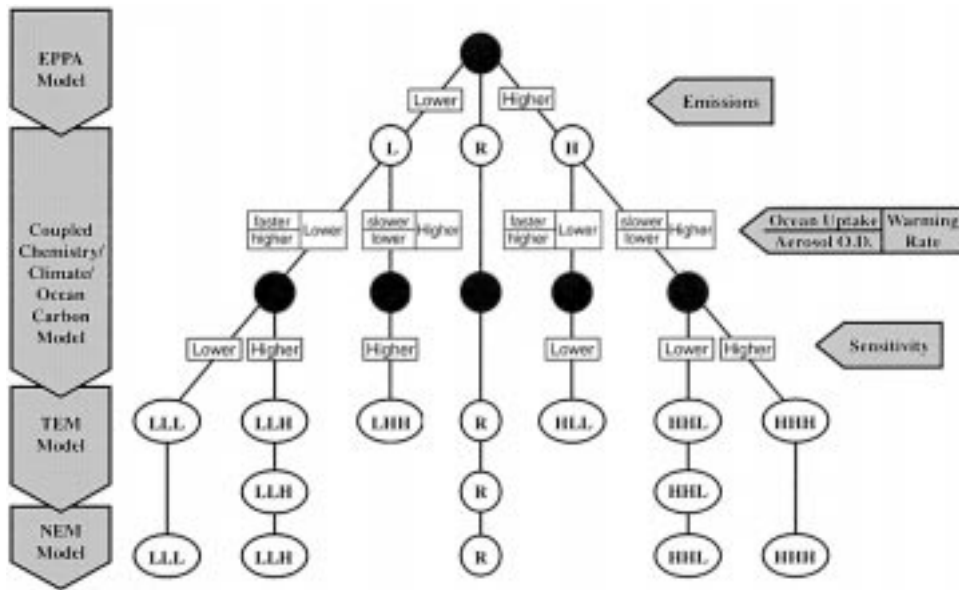 EPPA
Model
Lower
Higher
Emissions
L
R
H
Coupled
Chemistry/
Climate/
Ocean
Carbon
Model
faster
higher
Lower
slower
lower
Higher
faster
higher
Lower
slower
lower
Higher
Ocean Uptake
Aerosol O.D.
Warming
Rate
Lower
Higher
Higher
Lower
Lower
Higher
Sensitivity
TEM
Model
LLL
LLH
LHH
R
HLL
HHL
HHH
LLH
R
HHL
NEM
Model
LLL
LLH
R
HHL
HHH